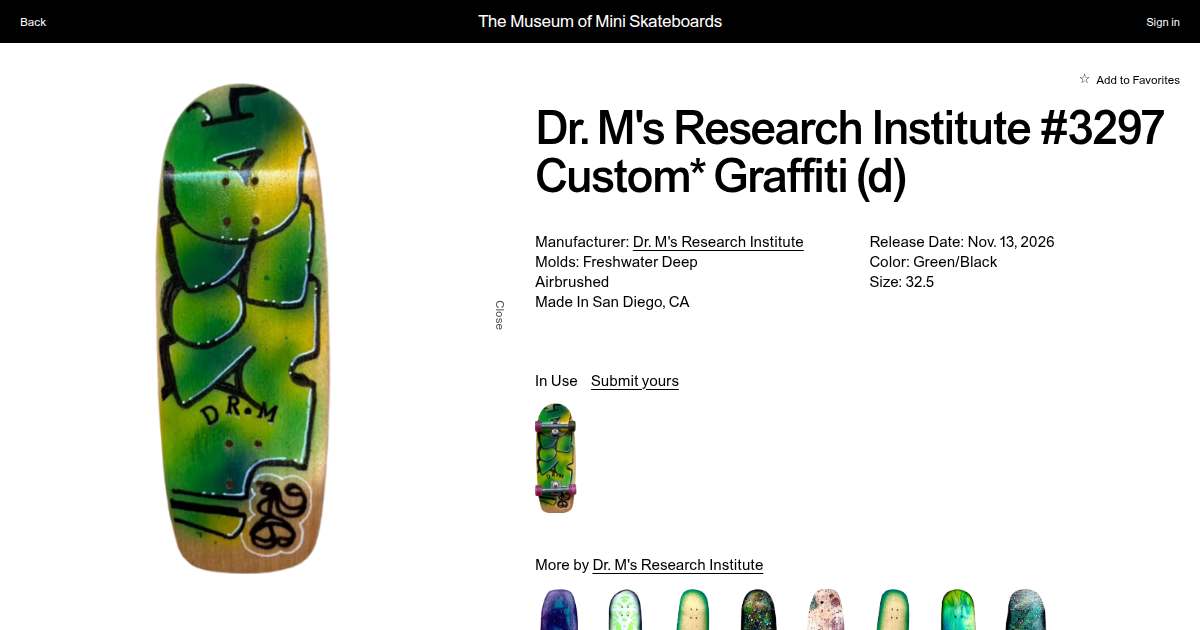 Back
The Museum of Mini Skateboards
Sign in
☆ Add to Favorites
Dr. M's Research Institute #3297
Custom* Graffiti (d)
Manufacturer: Dr. M's Research Institute
Molds: Freshwater Deep
Airbrushed
Made In San Diego, CA
Release Date: Nov. 13, 2026
Color: Green/Black
Size: 32.5
Close
In Use Submit yours
DR.M
More by Dr. M's Research Institute